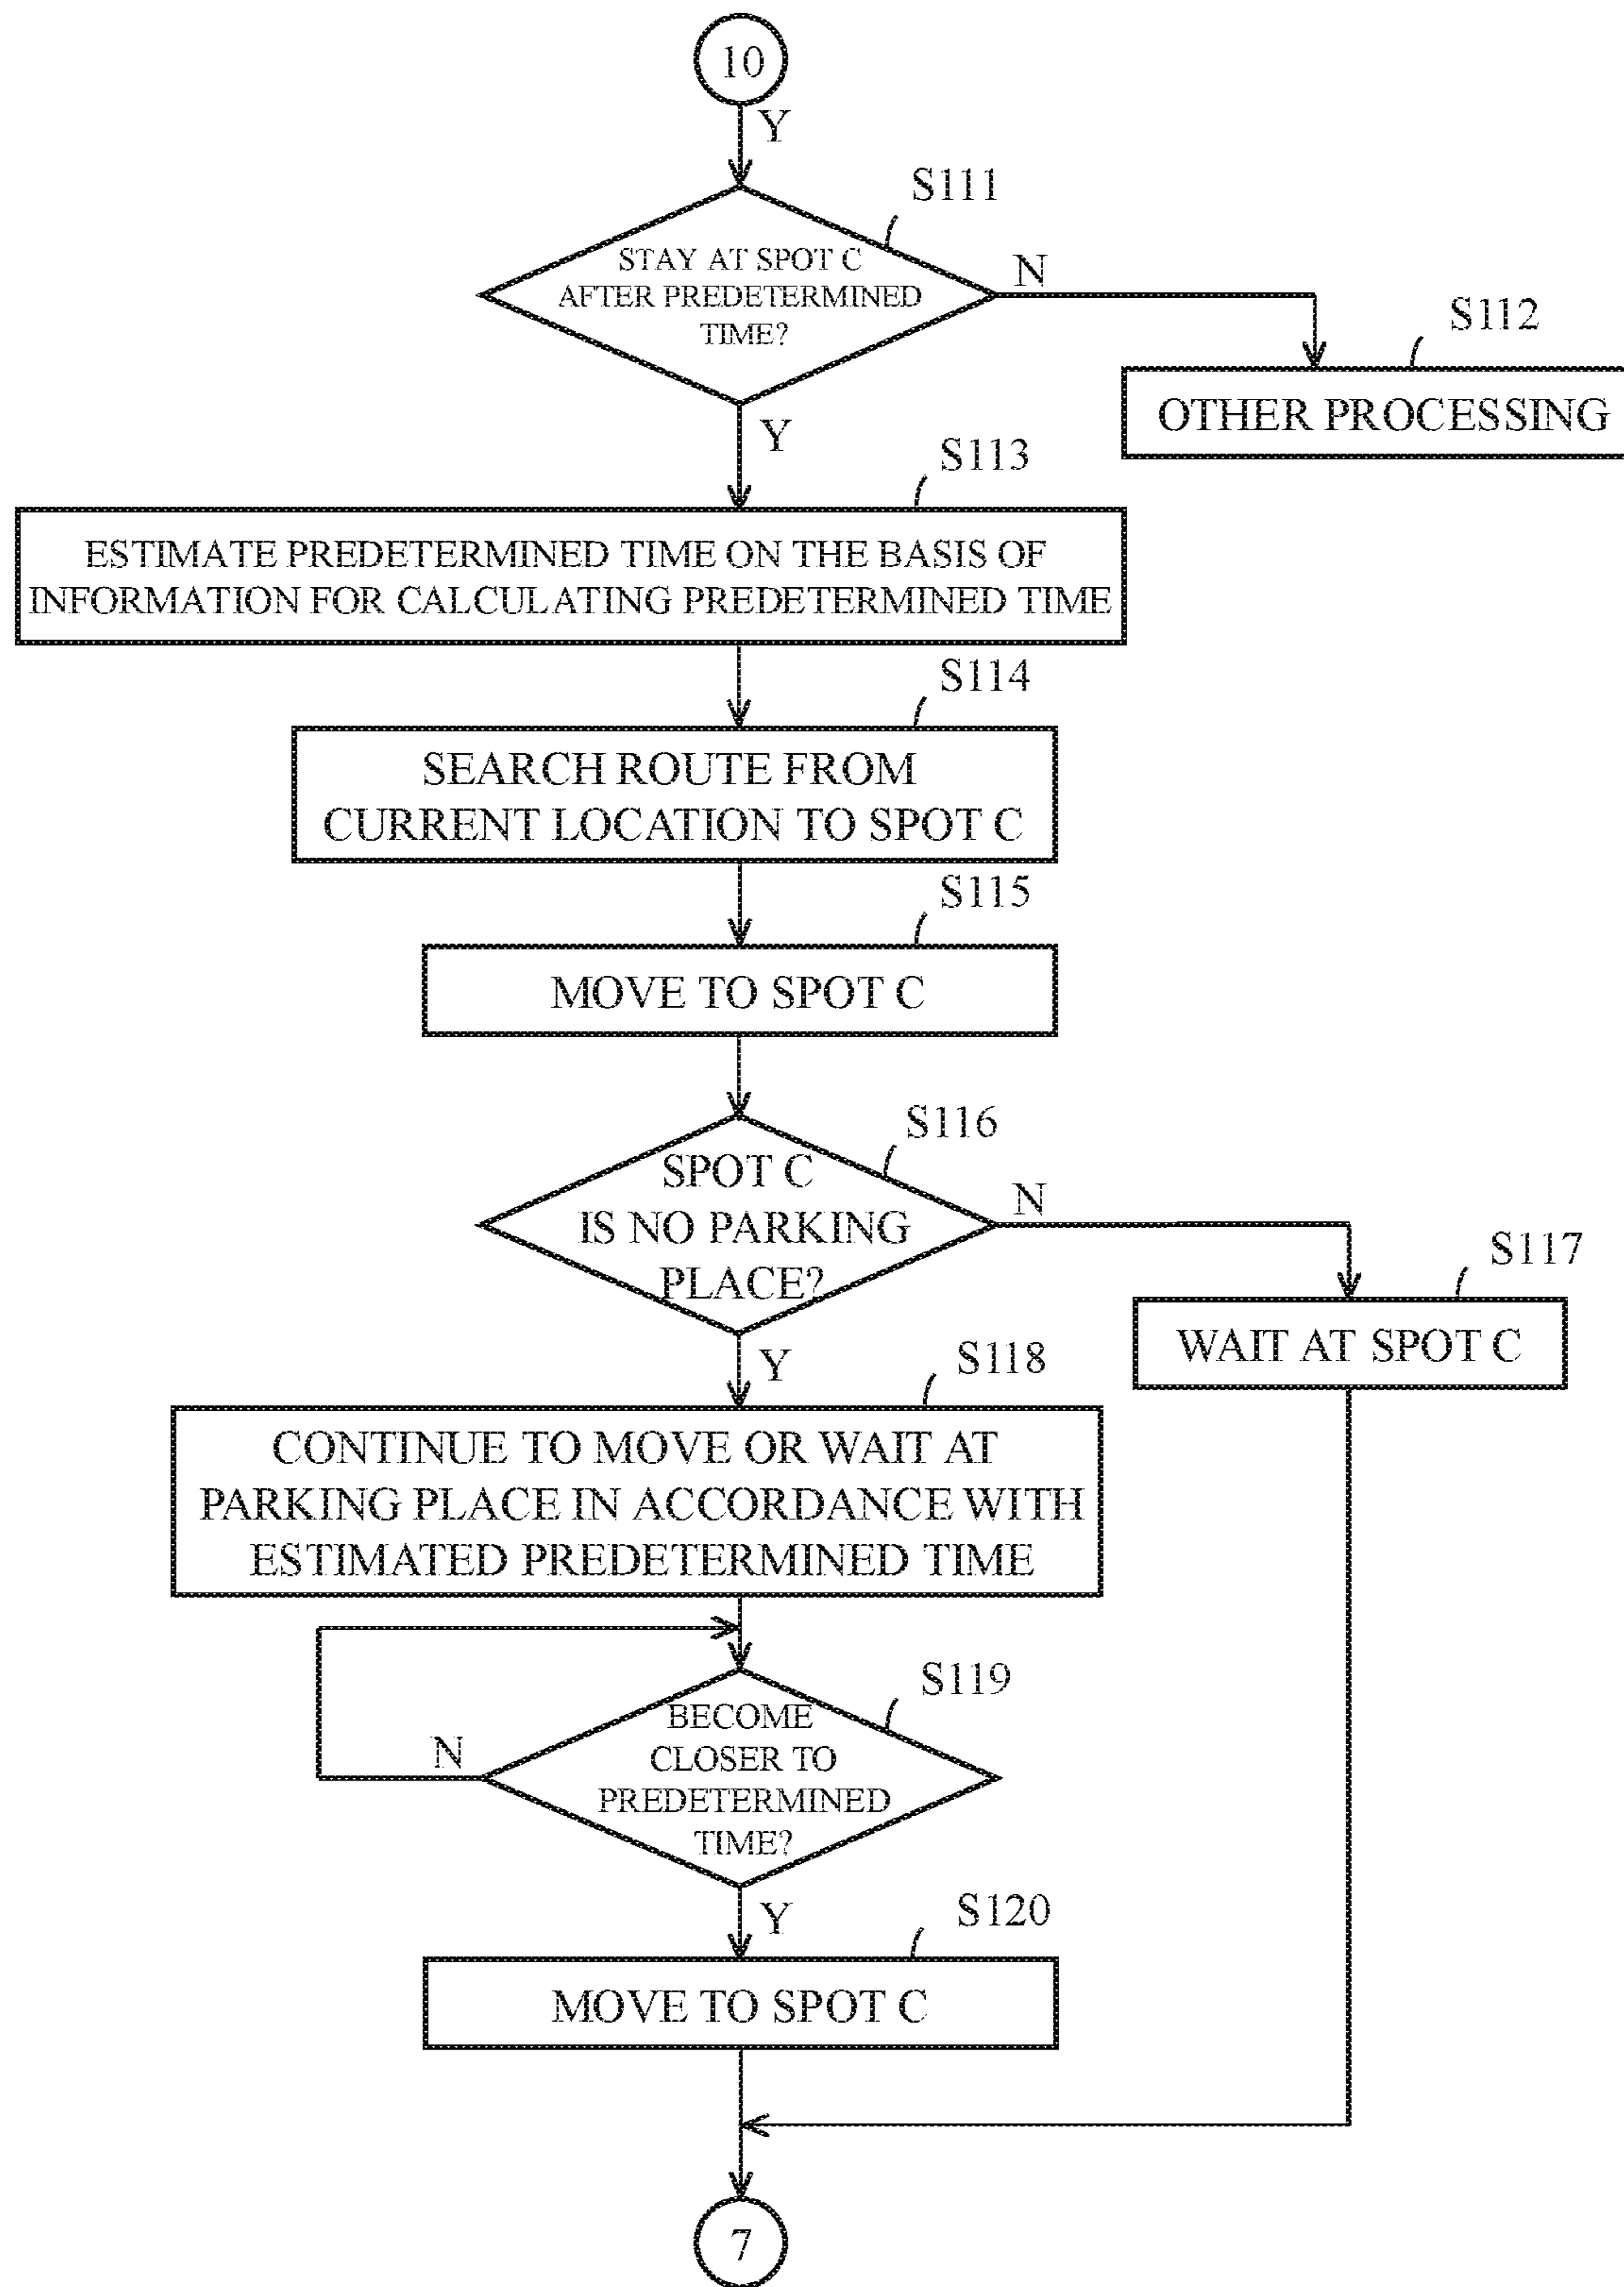 10
Y
S111
STAY AT SPOT C
AFTER PREDETERMINED
TIME?
N
S112
OTHER PROCESSING
Y
S113
ESTIMATE PREDETERMINED TIME ON THE BASIS OF
INFORMATION FOR CALCULATING PREDETERMINED TIME
S114
SEARCH ROUTE FROM
CURRENT LOCATION TO SPOT C
S115
MOVE TO SPOT C
S116
SPOT C
IS NO PARKING
PLACE?
N
S117
WAIT AT SPOT C
Y
S118
CONTINUE TO MOVE OR WAIT AT
PARKING PLACE IN ACCORDANCE WITH
ESTIMATED PREDETERMINED TIME
S119
BECOME
CLOSER TO
PREDETERMINED
TIME?
N
Y
S120
MOVE TO SPOT C
7